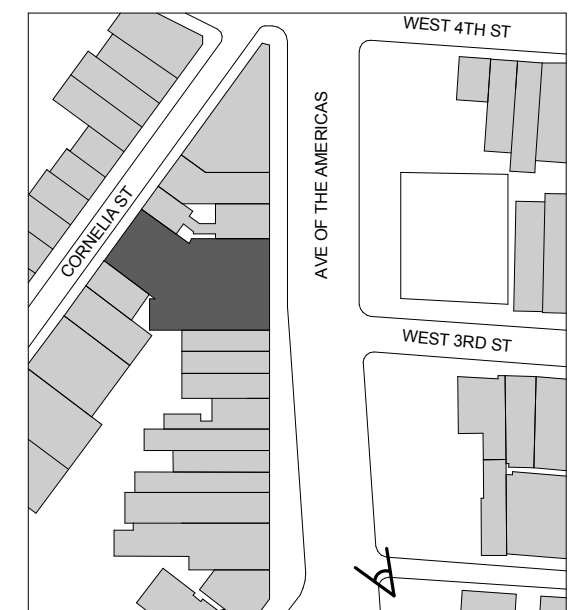 WEST 4TH ST
AVE OF THE AMERICAS
CORNELIA ST
WEST 3RD ST